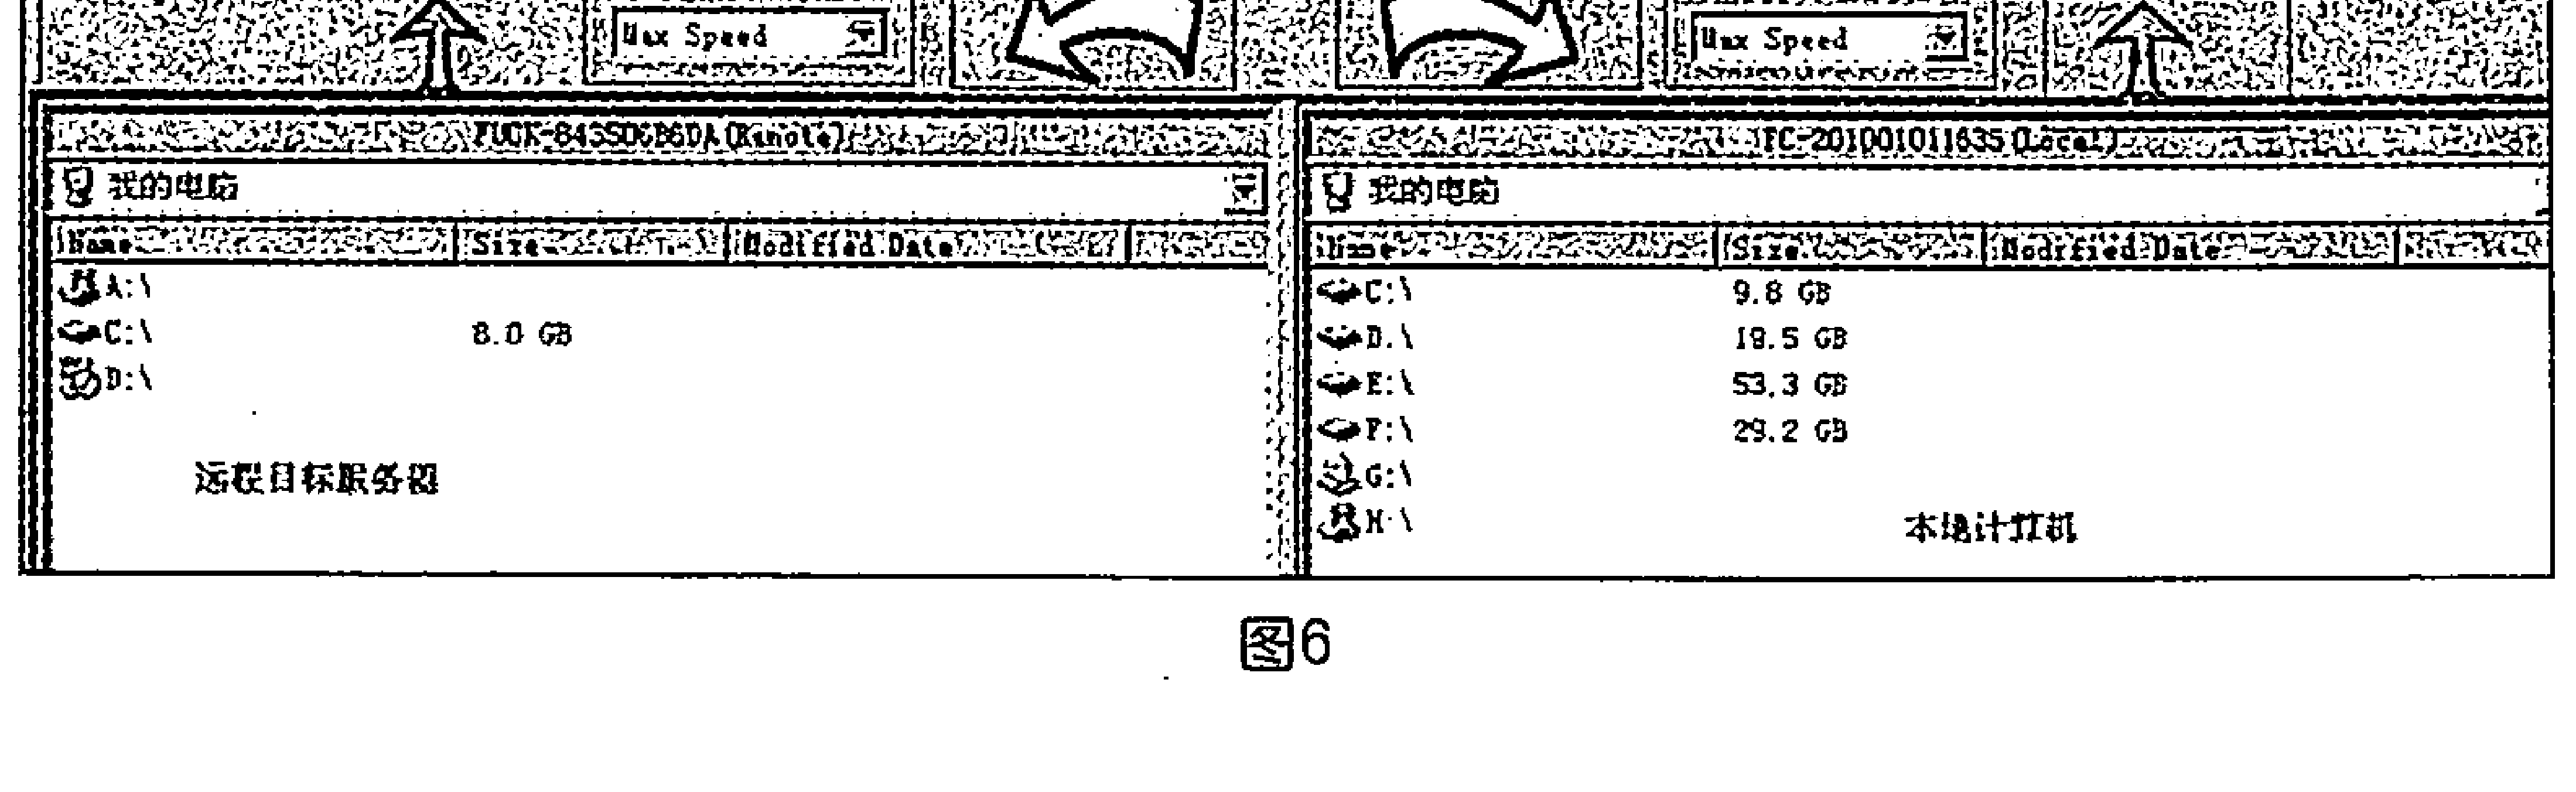 Max Speed
Max Speed
(Remote)
PC-201001011635 (Local)
我的电脑
我的电脑
Name Size Modified Date
Name Size Modified Date
A:\
C:\ 8.0 GB
D:\
远程目标服务器
C:\ 9.8 GB
D:\ 19.5 GB
E:\ 53.3 GB
F:\ 29.2 GB
G:\
H:\
本地计算机
图6